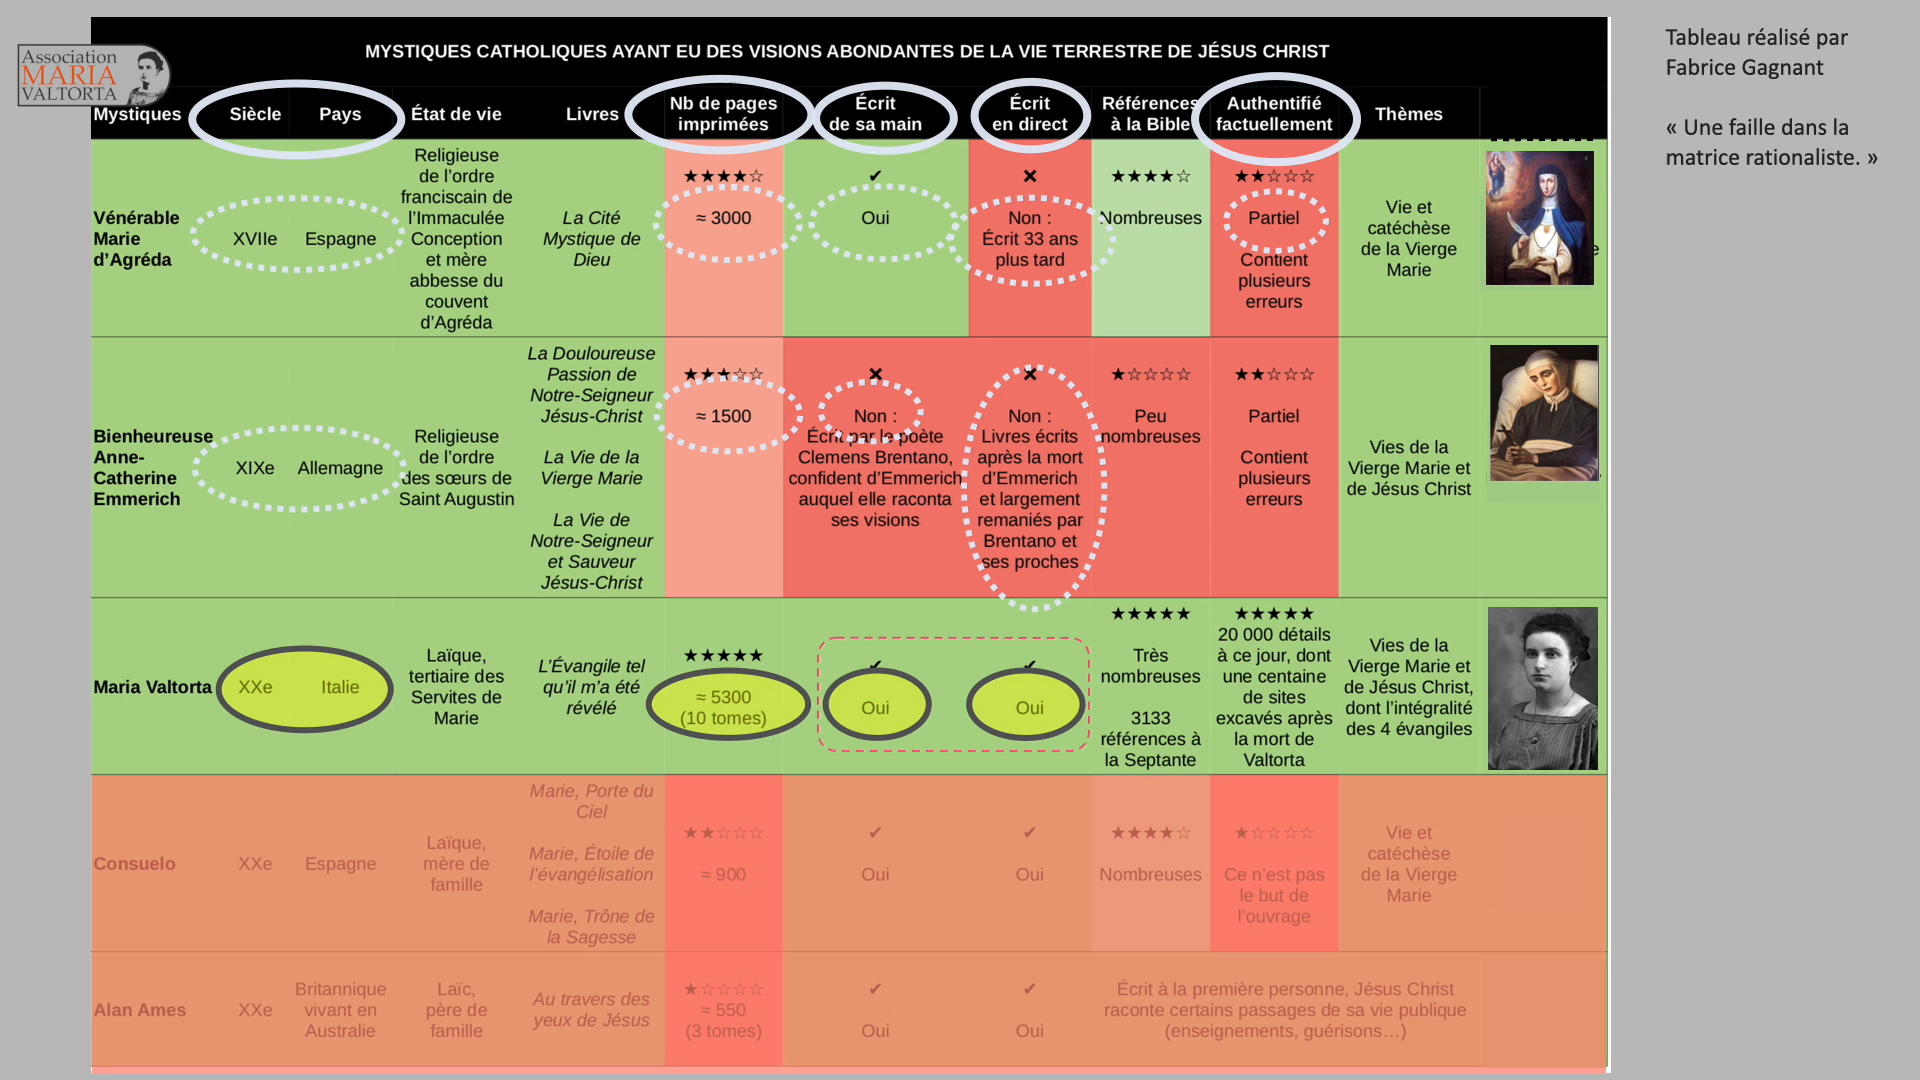 Association
MARIA
VALTORTA
MYSTIQUES CATHOLIQUES AYANT EU DES VISIONS ABONDANTES DE LA VIE TERRESTRE DE JÉSUS CHRIST
Tableau réalisé par
Fabrice Gagnant
« Une faille dans la
matrice rationaliste. »
Mystiques
Siècle
Pays
État de vie
Livres
Nb de pages
imprimées
Écrit
de sa main
Écrit
en direct
Références
à la Bible
Authentifié
factuellement
Thèmes
Vénérable
Marie
d’Agréda
XVIIe
Espagne
Religieuse
de l’ordre
franciscain de
l’Immaculée
Conception
et mère
abbesse du
couvent
d’Agréda
La Cité
Mystique de
Dieu
★★★★☆
≈ 3000
✔
Oui
✖
Non :
Écrit 33 ans
plus tard
★★★★☆
Nombreuses
★★☆☆☆
Partiel
Contient
plusieurs
erreurs
Vie et
catéchèse
de la Vierge
Marie
Bienheureuse
Anne-
Catherine
Emmerich
XIXe
Allemagne
Religieuse
de l’ordre
des sœurs de
Saint Augustin
La Douloureuse
Passion de
Notre-Seigneur
Jésus-Christ
La Vie de la
Vierge Marie
La Vie de
Notre-Seigneur
et Sauveur
Jésus-Christ
★★★☆☆
≈ 1500
✖
Non :
Écrit par le poète
Clemens Brentano,
confident d’Emmerich
auquel elle raconta
ses visions
✖
Non :
Livres écrits
après la mort
d’Emmerich
et largement
remaniés par
Brentano et
ses proches
★☆☆☆☆
Peu
nombreuses
★★☆☆☆
Partiel
Contient
plusieurs
erreurs
Vies de la
Vierge Marie et
de Jésus Christ
Maria Valtorta
XXe
Italie
Laïque,
tertiaire des
Servites de
Marie
L’Évangile tel
qu’il m’a été
révélé
★★★★★
≈ 5300
(10 tomes)
✔
Oui
✔
Oui
★★★★★
Très
nombreuses
3133
références à
la Septante
★★★★★
20 000 détails
à ce jour, dont
une centaine
de sites
excavés après
la mort de
Valtorta
Vies de la
Vierge Marie et
de Jésus Christ,
dont l’intégralité
des 4 évangiles
Consuelo
XXe
Espagne
Laïque,
mère de
famille
Marie, Porte du
Ciel
Marie, Étoile de
l’évangélisation
Marie, Trône de
la Sagesse
★★☆☆☆
≈ 900
✔
Oui
✔
Oui
★★★★☆
Nombreuses
★☆☆☆☆
Ce n’est pas
le but de
l’ouvrage
Vie et
catéchèse
de la Vierge
Marie
Alan Ames
XXe
Britannique
vivant en
Australie
Laïc,
père de
famille
Au travers des
yeux de Jésus
★☆☆☆☆
≈ 550
(3 tomes)
✔
Oui
✔
Oui
Écrit à la première personne, Jésus Christ
raconte certains passages de sa vie publique
(enseignements, guérisons…)